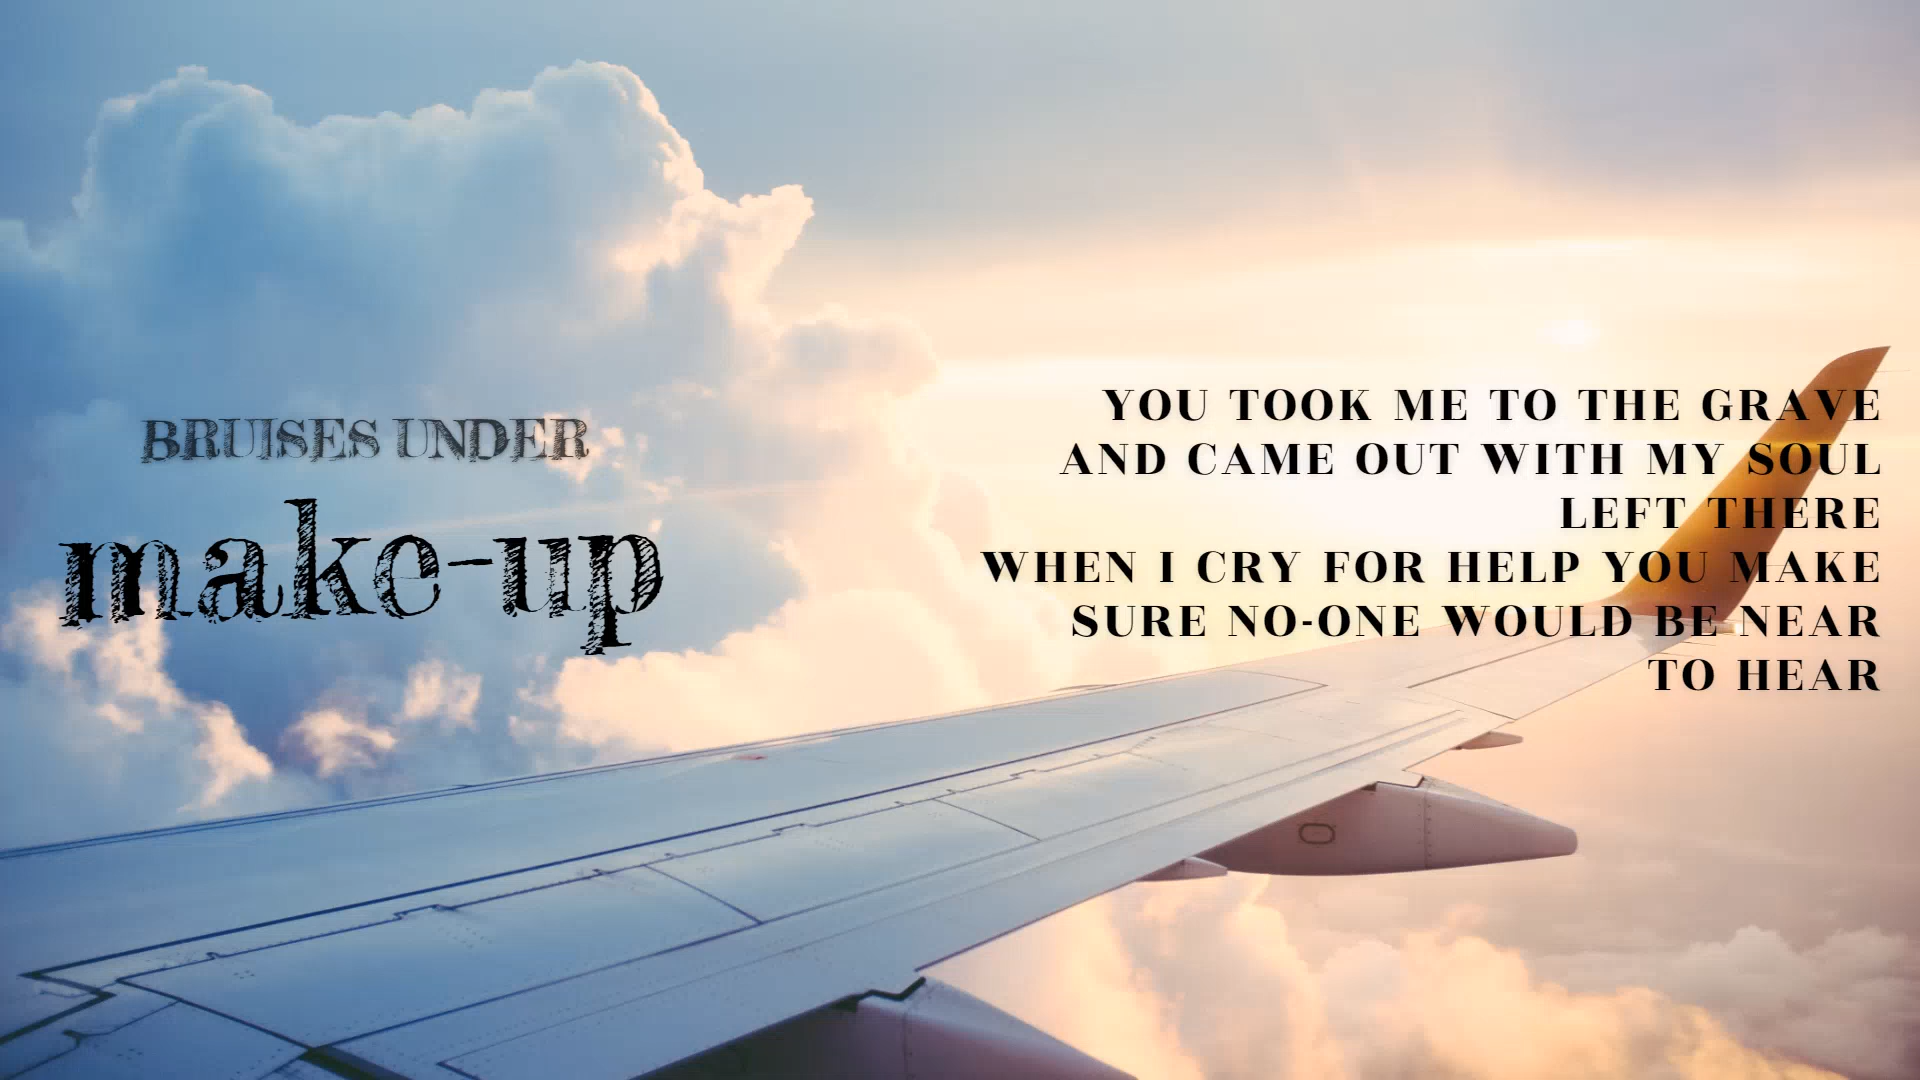 BRUISES UNDER
make-up
YOU TOOK ME TO THE GRAVE
AND CAME OUT WITH MY SOUL
LEFT THERE
WHEN I CRY FOR HELP YOU MAKE
SURE NO-ONE WOULD BE NEAR
TO HEAR